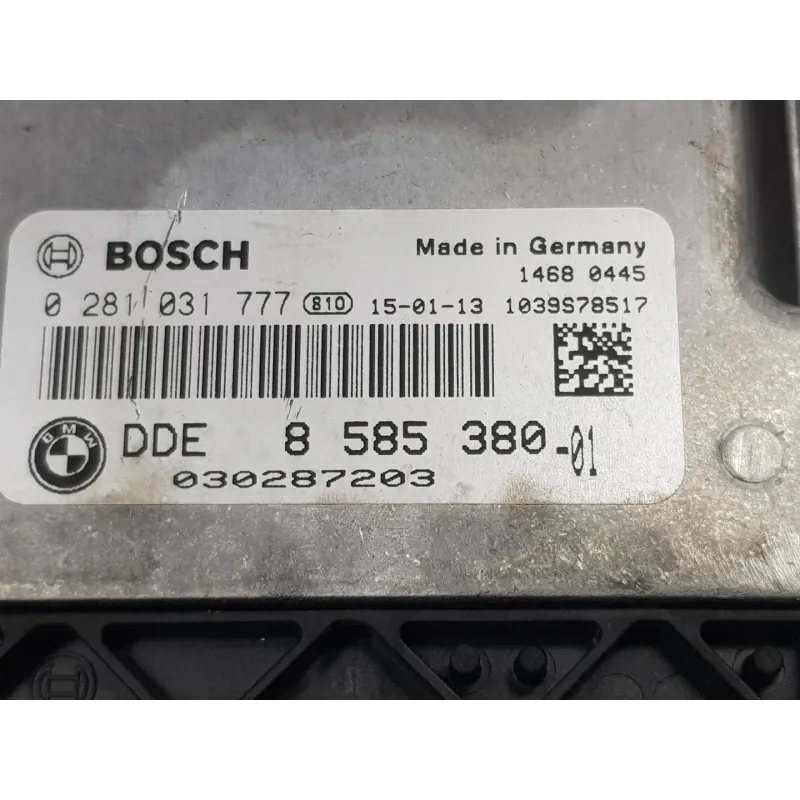 BOSCH
Made in Germany
1468 0445
0 281 031 777 810 15-01-13 1039S78517
BMW DDE 8 585 380-01
030287203